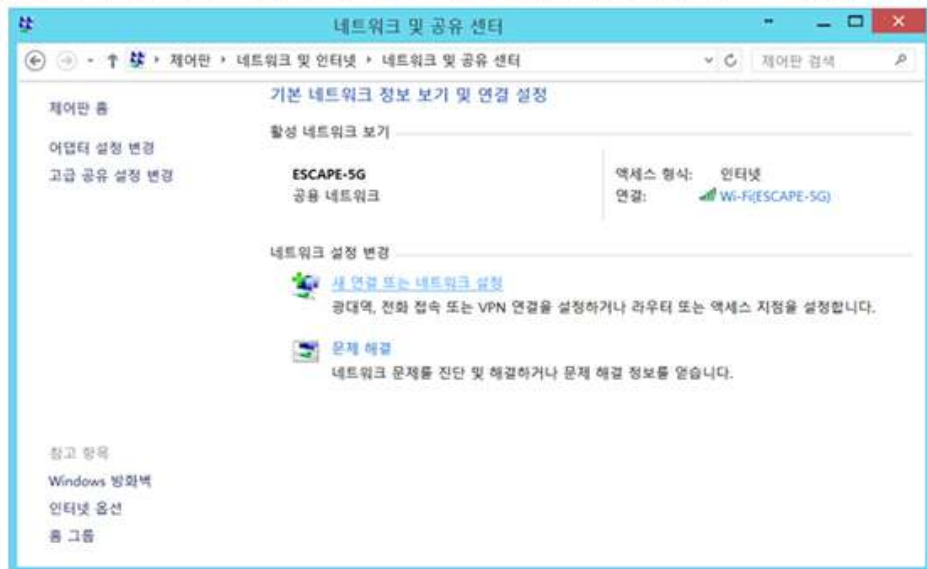 네트워크 및 공유 센터
제어판 ▸ 네트워크 및 인터넷 ▸ 네트워크 및 공유 센터
제어판 검색
제어판 홈
어댑터 설정 변경
고급 공유 설정 변경
기본 네트워크 정보 보기 및 연결 설정
활성 네트워크 보기
ESCAPE-5G
공용 네트워크
액세스 형식: 인터넷
연결: Wi-Fi(ESCAPE-5G)
네트워크 설정 변경
새 연결 또는 네트워크 설정
광대역, 전화 접속 또는 VPN 연결을 설정하거나 라우터 또는 액세스 지점을 설정합니다.
문제 해결
네트워크 문제를 진단 및 해결하거나 문제 해결 정보를 얻습니다.
참고 항목
Windows 방화벽
인터넷 옵션
홈 그룹